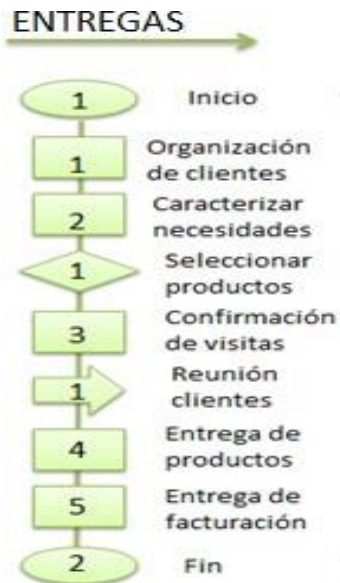 ENTREGAS
1 Inicio
1 Organización
de clientes
2 Caracterizar
necesidades
1 Seleccionar
productos
3 Confirmación
de visitas
1 Reunión
clientes
4 Entrega de
productos
5 Entrega de
facturación
2 Fin